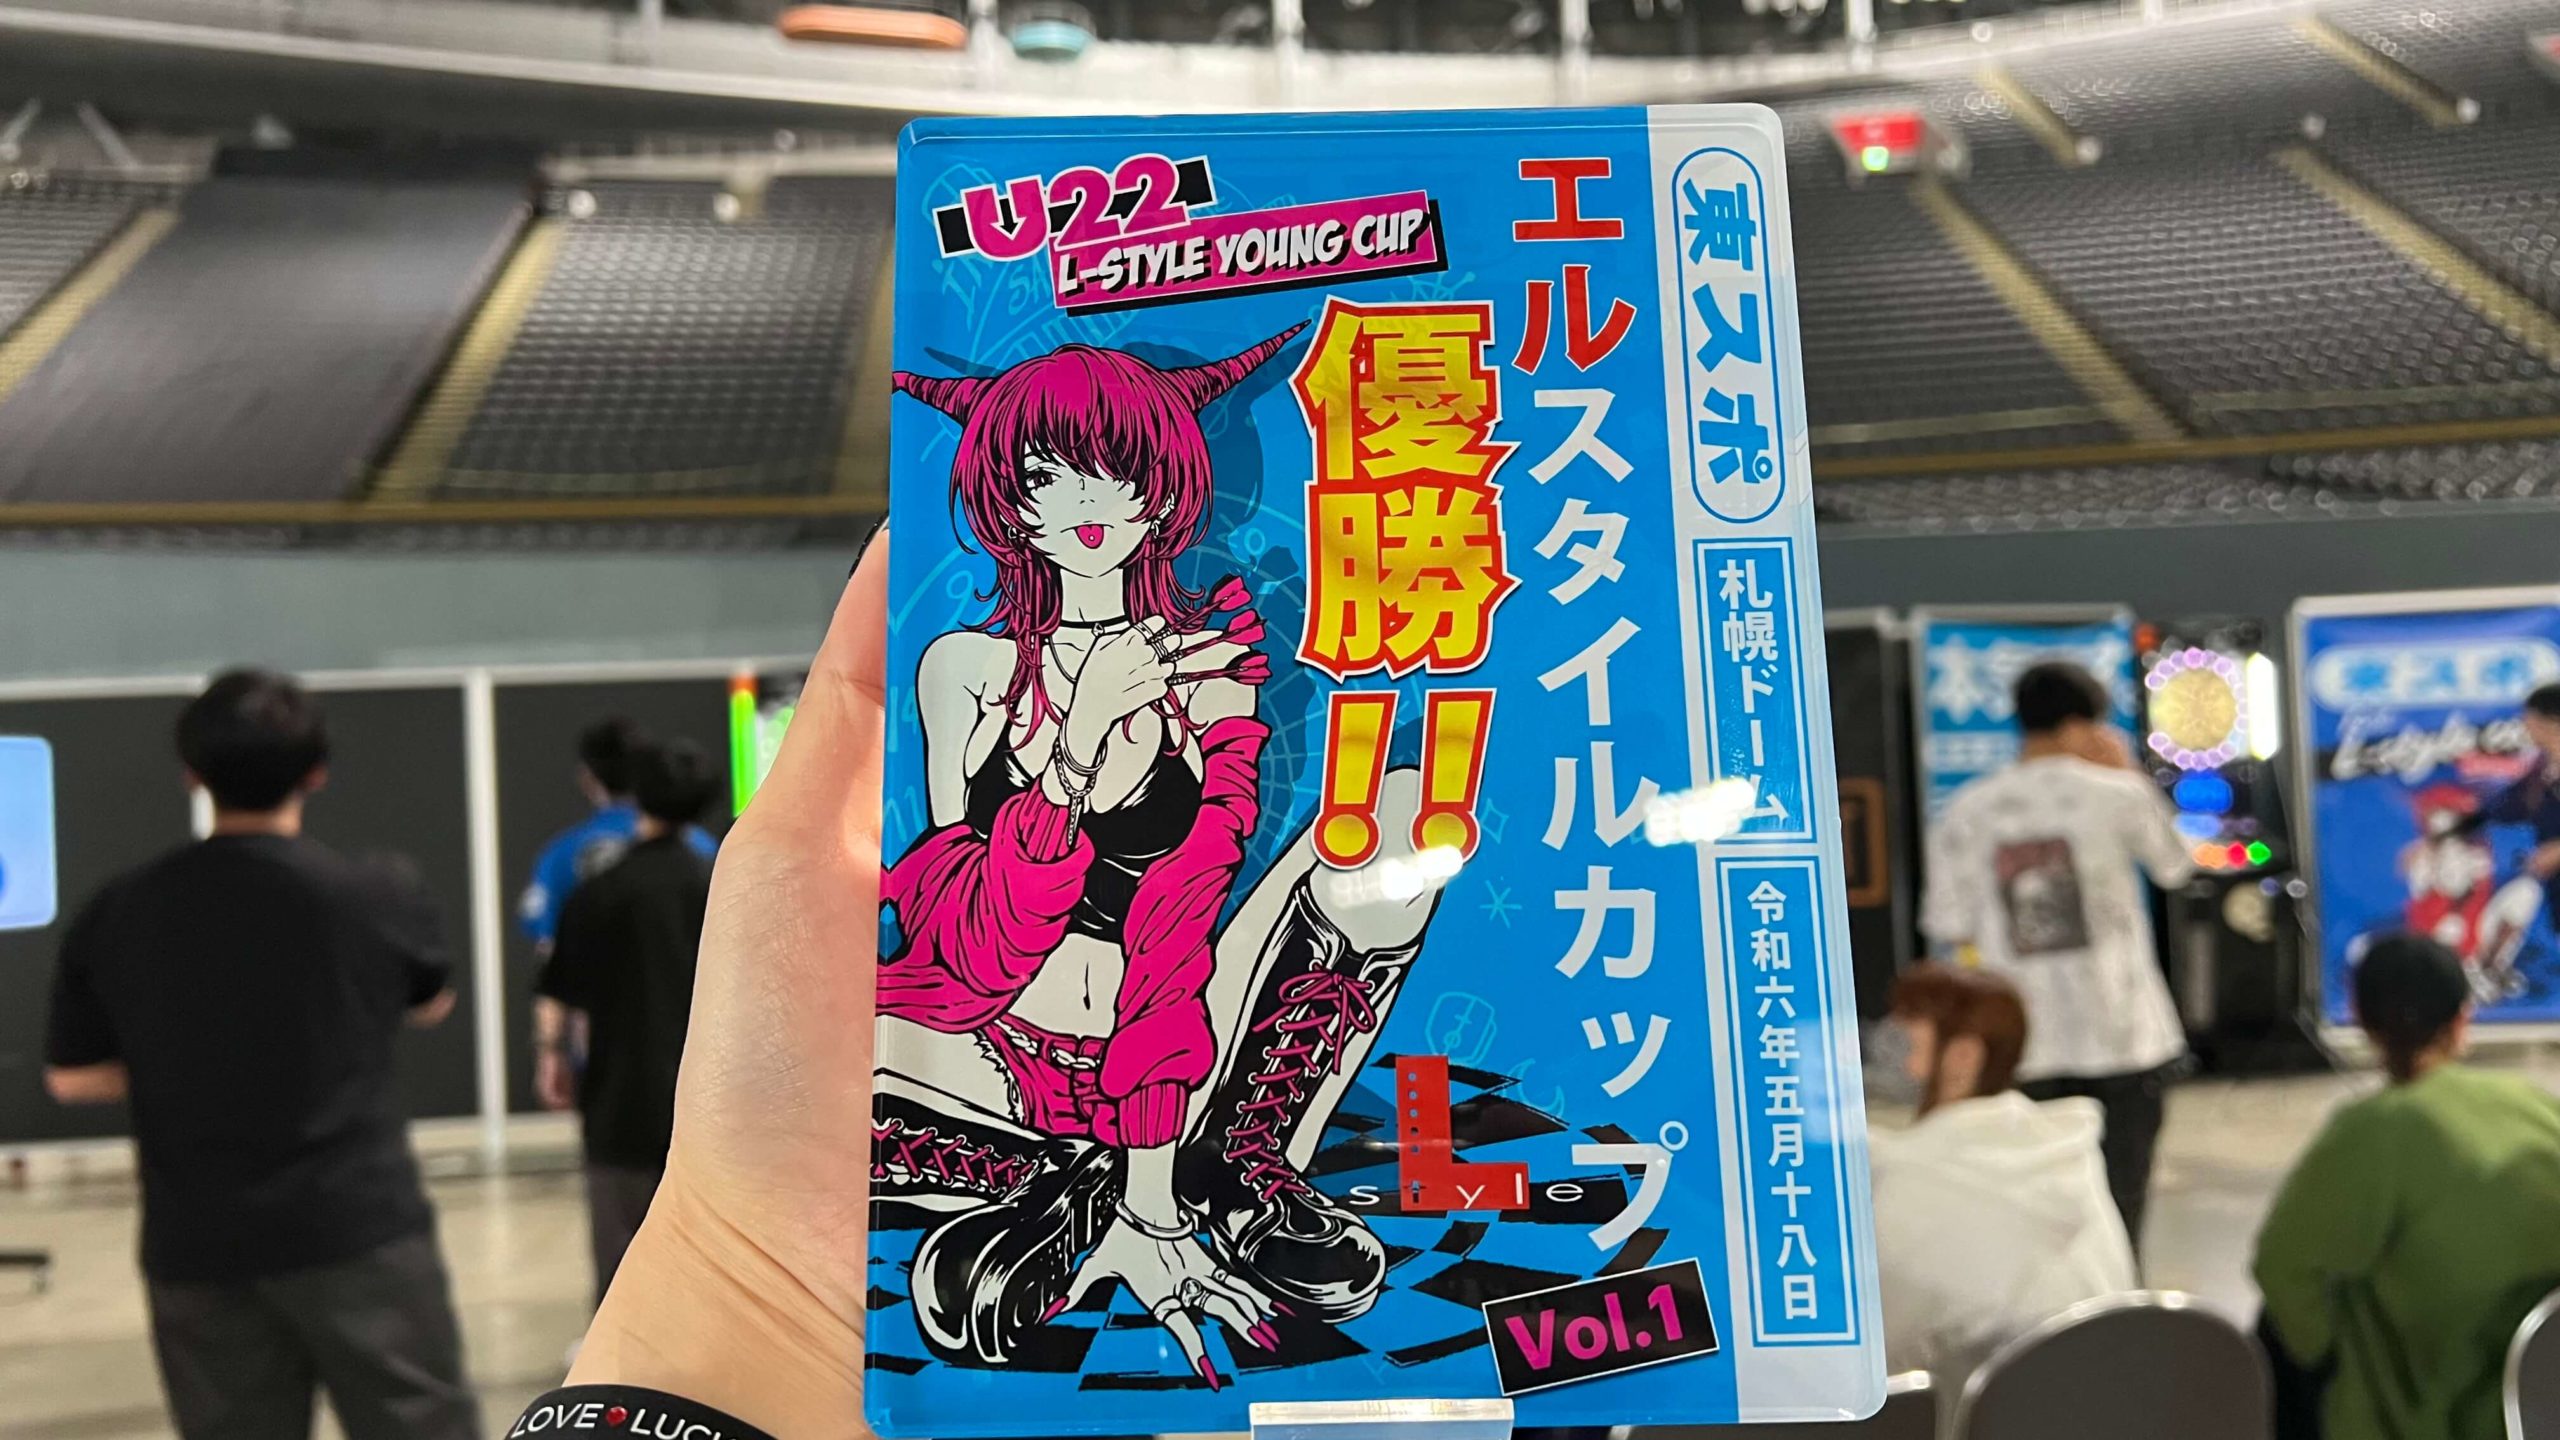 U22
L-STYLE YOUNG CUP
東スポ
札幌ドーム
令和六年五月十八日
エルスタイルカップ
優勝!!
L
style
Vol.1
LOVE LUC